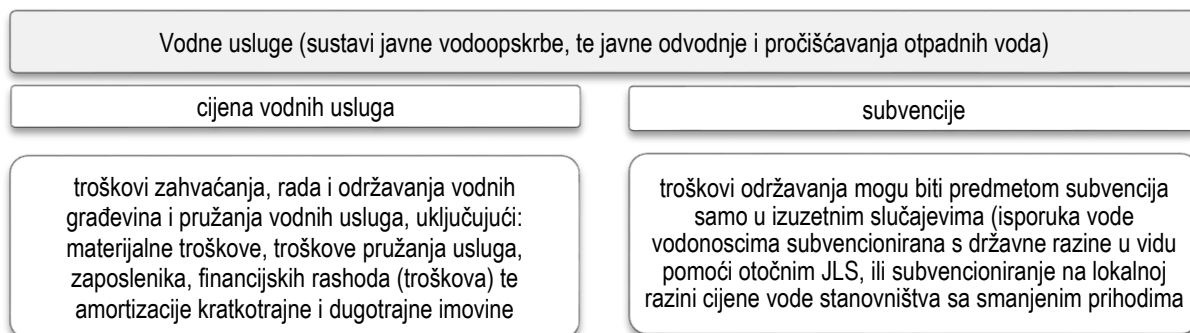 Vodne usluge (sustavi javne vodoopskrbe, te javne odvodnje i pročišćavanja otpadnih voda)
cijena vodnih usluga
subvencije
troškovi zahvaćanja, rada i održavanja vodnih
građevina i pružanja vodnih usluga, uključujući:
materijalne troškove, troškove pružanja usluga,
zaposlenika, financijskih rashoda (troškova) te
amortizacije kratkotrajne i dugotrajne imovine
troškovi održavanja mogu biti predmetom subvencija
samo u izuzetnim slučajevima (isporuka vode
vodonoscima subvencionirana s državne razine u vidu
pomoći otočnim JLS, ili subvencioniranje na lokalnoj
razini cijene vode stanovništva sa smanjenim prihodima